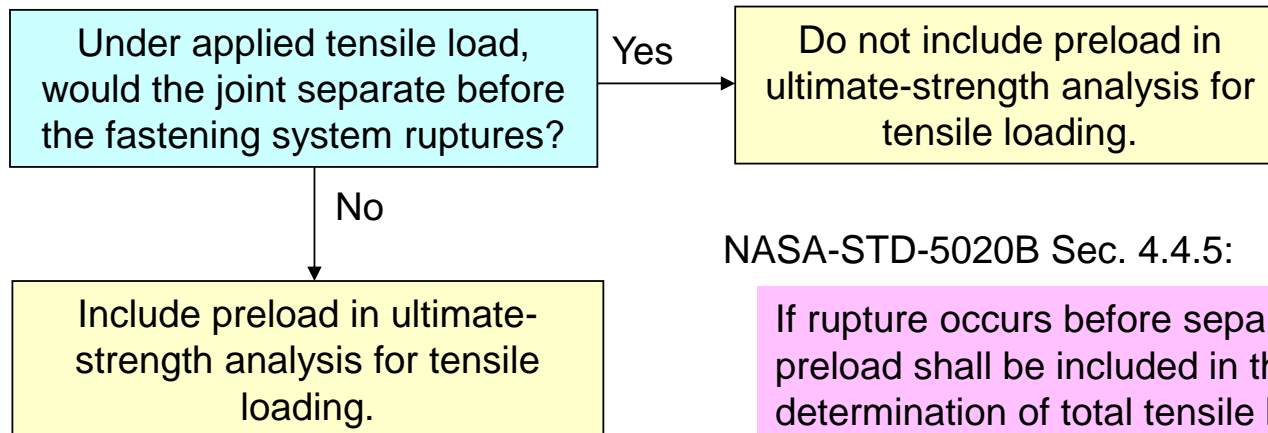 Under applied tensile load,
would the joint separate before
the fastening system ruptures?
Yes
Do not include preload in
ultimate-strength analysis for
tensile loading.
No
Include preload in ultimate-
strength analysis for tensile
loading.
NASA-STD-5020B Sec. 4.4.5:
If rupture occurs before
preload shall be included in
determination of total tensile